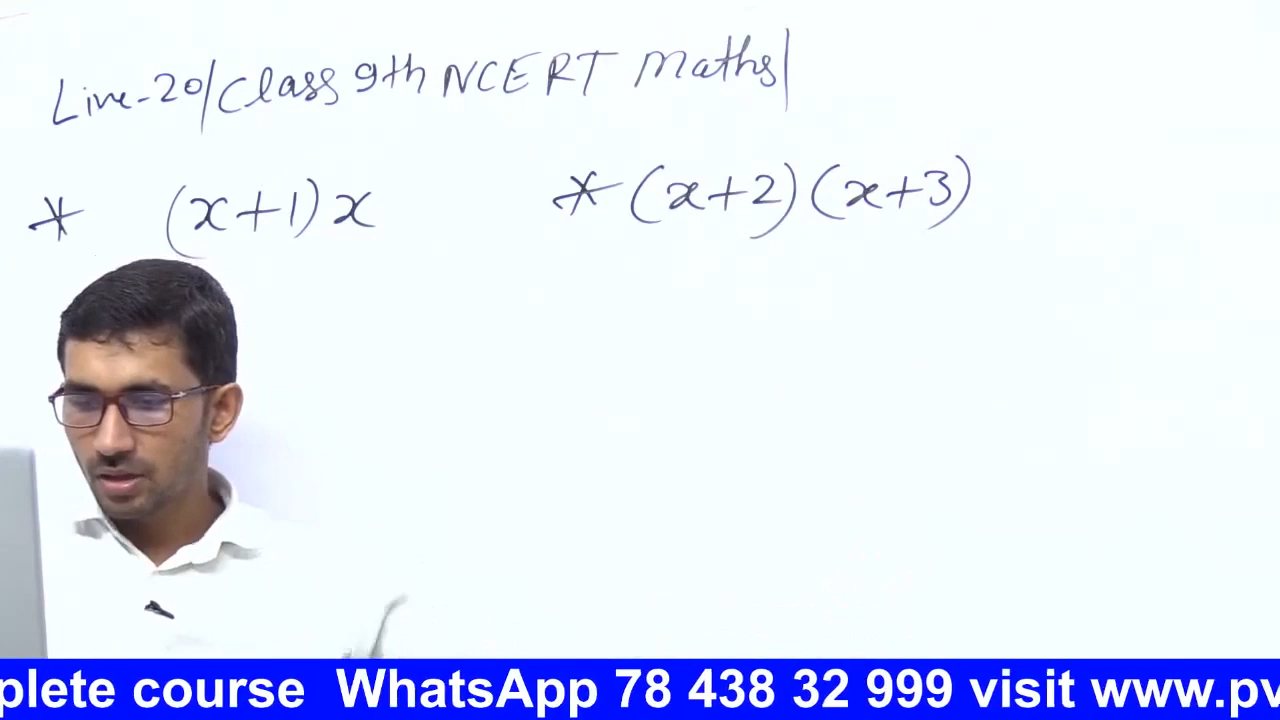 Live-20/Class 9th NCERT Maths|
* (x+1)x * (x+2)(x+3)
plete course WhatsApp 78 438 32 999 visit www.pv